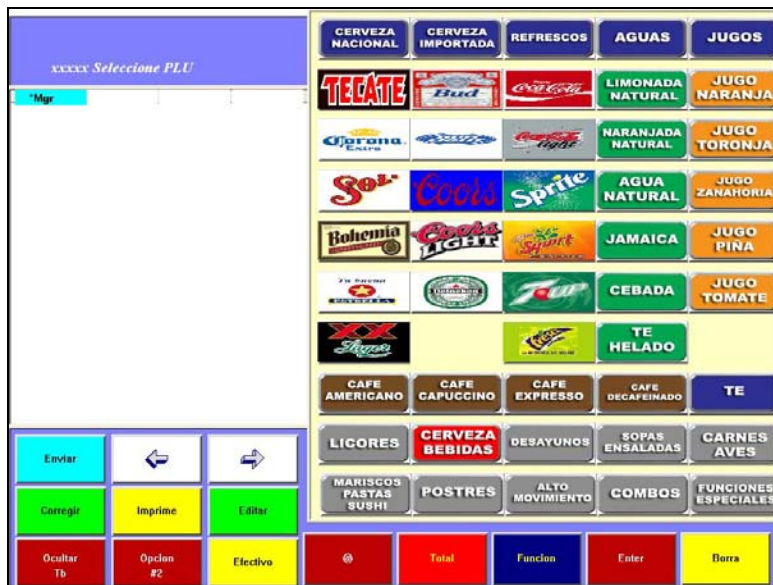 xxxxx Seleccione PLU
*Mgr
CERVEZA
NACIONAL
CERVEZA
IMPORTADA
REFRESCOS
AGUAS
JUGOS
TECATE
Bud
Coca-Cola
LIMONADA
NATURAL
JUGO
NARANJA
Corona
Extra
Coca-Cola
light
NARANJADA
NATURAL
JUGO
TORONJA
SOL
Coors
Sprite
AGUA
NATURAL
JUGO
ZANAHORIA
Bohemia
Coors
LIGHT
Squirt
JAMAICA
JUGO
PIÑA
ESTRELLA
Heineken
7up
CEBADA
JUGO
TOMATE
XX
Lager
TE
HELADO
CAFE
AMERICANO
CAFE
CAPUCCINO
CAFE
EXPRESSO
CAFE
DECAFEINADO
TE
LICORES
CERVEZA
BEBIDAS
DESAYUNOS
SOPAS
ENSALADAS
CARNES
AVES
MARISCOS
PASTAS
SUSHI
POSTRES
ALTO
MOVIMIENTO
COMBOS
FUNCIONES
ESPECIALES
Enviar
Corregir
Imprime
Editar
Ocultar
Tb
Opcion
#2
Efectivo
@
Total
Funcion
Enter
Borra